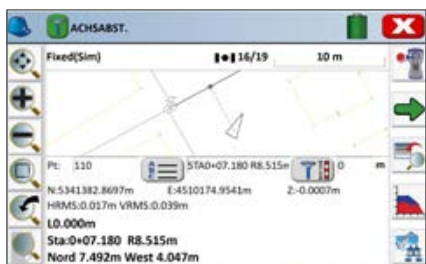 ACHSABST.
Fixed(Sim) 16/19 10 m
Pt: 110 STA0+07.180 R8.515m 0 m
N:5341382.8697m E:4510174.9541m Z:-0.0007m
HRMS:0.017m VRMS:0.039m
L0.000m
Sta:0+07.180 R8.515m
Nord 7.492m West 4.047m